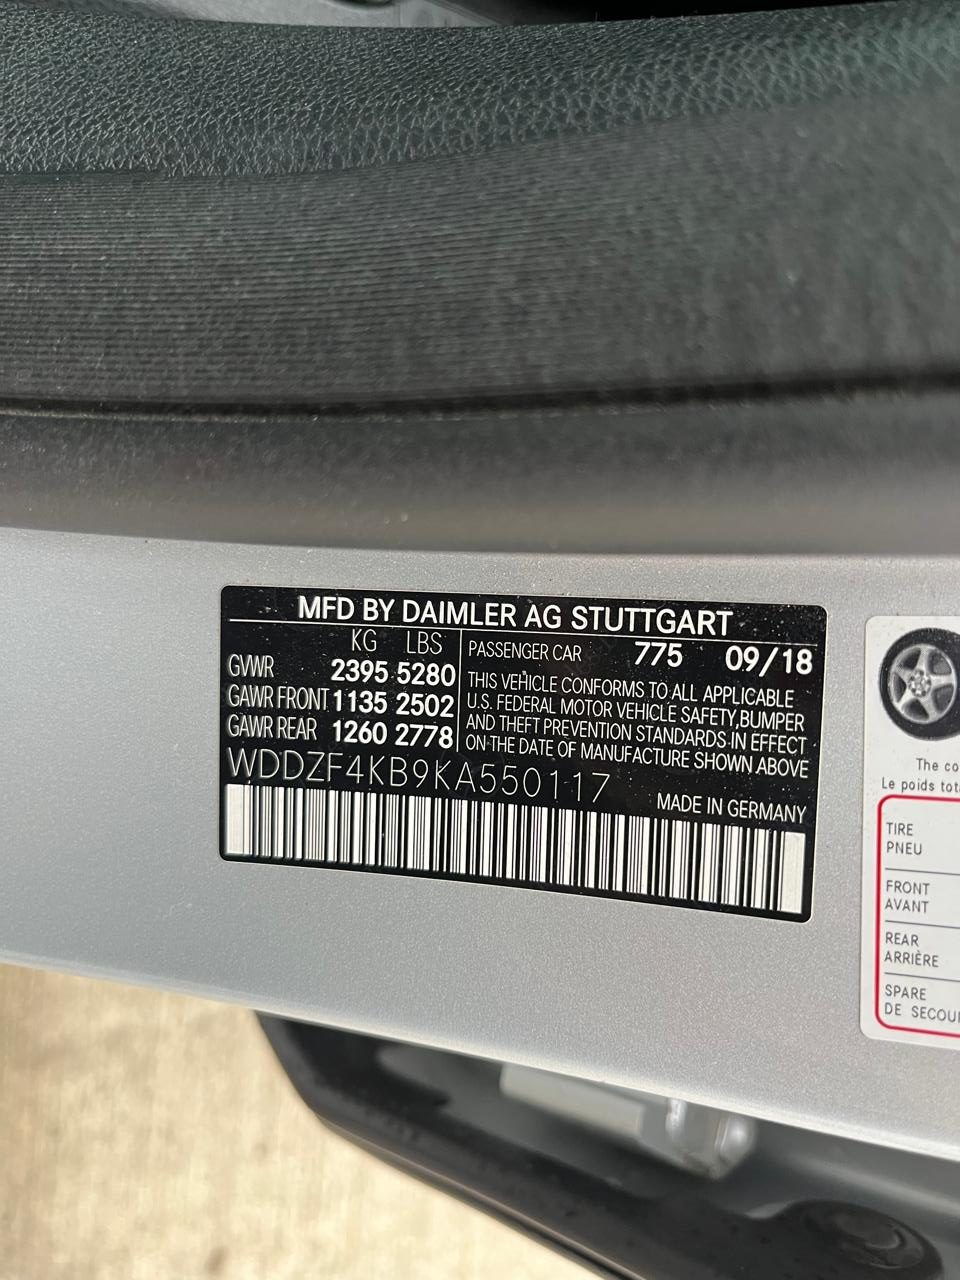 MFD BY DAIMLER AG STUTTGART
KG LBS
GVWR 2395 5280
GAWR FRONT 1135 2502
GAWR REAR 1260 2778
PASSENGER CAR 775 09/18
THIS VEHICLE CONFORMS TO ALL APPLICABLE
U.S. FEDERAL MOTOR VEHICLE SAFETY, BUMPER
AND THEFT PREVENTION STANDARDS IN EFFECT
ON THE DATE OF MANUFACTURE SHOWN ABOVE
WDDZF4KB9KA550117
MADE IN GERMANY
The co
Le poids tot
TIRE
PNEU
FRONT
AVANT
REAR
ARRIÈRE
SPARE
DE SECOU